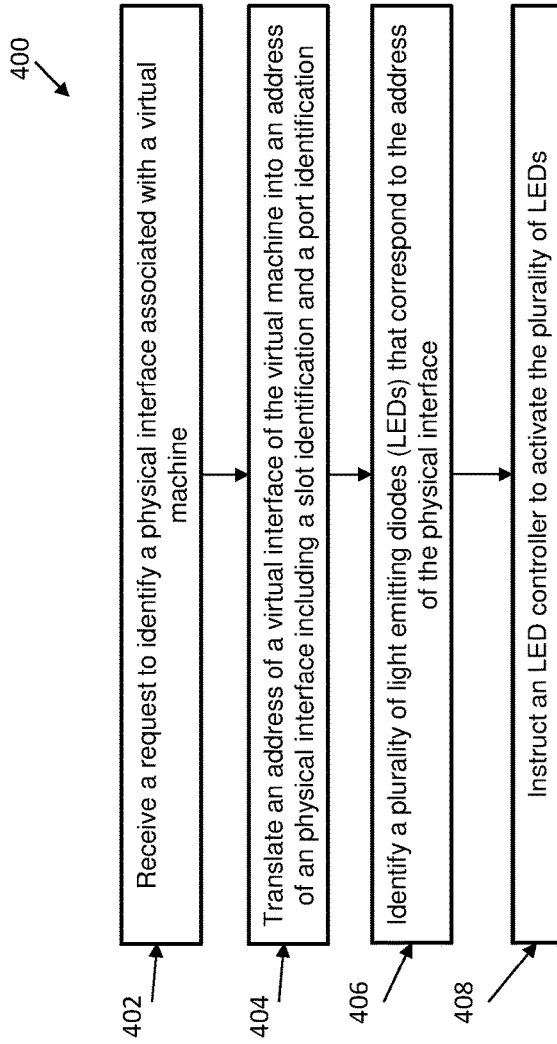 400
402
Receive a request to identify a physical interface associated with a virtual
machine
404
Translate an address of a virtual interface of the virtual machine into an address
of an physical interface including a slot identification and a port identification
406
Identify a plurality of light emitting diodes (LEDs) that correspond to the address
of the physical interface
408
Instruct an LED controller to activate the plurality of LEDs